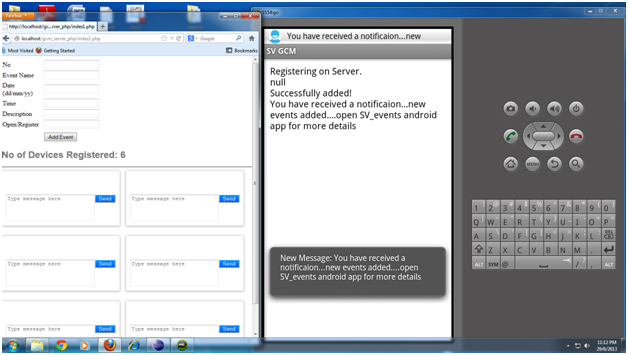 Firefox
http://localhost/gc...ver_php/index1.php
localhost/gcm_server_php/index1.php
Google
Most Visited
Getting Started
Bookmarks
No
Event Name
Date
(dd/mm/yy)
Time
Description
Open/Register
Add Event
No of Devices Registered: 6
Type message here
Send
Type message here
Send
Type message here
Send
Type message here
Send
Type message here
Send
Type message here
Send
You have received a notificaion...new
SV GCM
Registering on Server.
null
Successfully added!
You have received a notificaion...new
events added....open SV_events android
app for more details
New Message: You have received a
notificaion...new events added....open
SV_events android app for more details
MENU
1 2 3 4 5 6 7 8 9 0
Q W E R T Y U I O P
A S D F G H J K L DEL
Z X C V B N M .
ALT SYM @ / , ALT
11:12 PM
29/6/2013